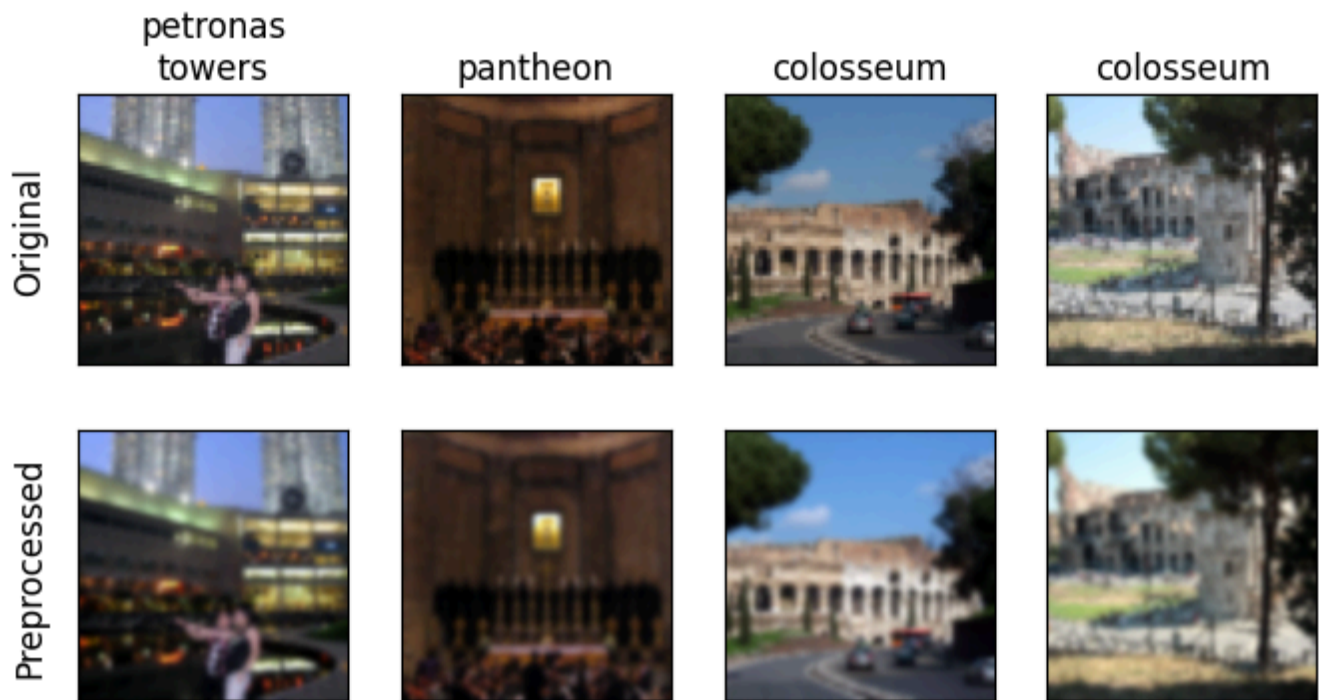 petronas
towers
pantheon
colosseum
colosseum
Original
Preprocessed